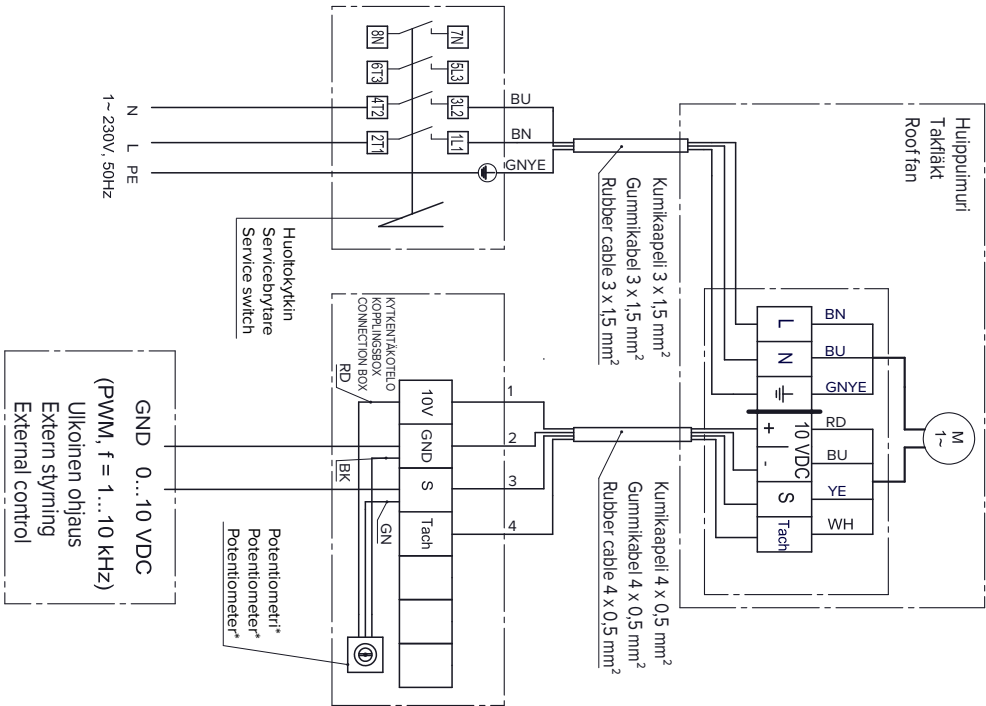 Huippuimuri
Takfläkt
Roof fan
M
1~
BN
BU
GNYE
RD
BU
YE
WH
L
N
+
10 VDC
-
S
Tach
Kumikaapeli 3 x 1,5 mm²
Gummikabel 3 x 1,5 mm²
Rubber cable 3 x 1,5 mm²
Kumikaapeli 4 x 0,5 mm²
Gummikabel 4 x 0,5 mm²
Rubber cable 4 x 0,5 mm²
BU
BN
GNYE
7N
5L3
3L2
1L1
8N
6T3
4T2
2T1
N
L
PE
1~ 230V, 50Hz
Huoltokytkin
Servicebrytare
Service switch
KYTKENTÄKOTELO
KOPPLINGSBOX
CONNECTION BOX
1
2
3
4
10V
GND
S
Tach
RD
BK
GN
Potentiometri*
Potentiometer*
Potentiometer*
GND 0...10 VDC
(PWM, f = 1...10 kHz)
Ulkoinen ohjaus
Extern styrning
External control